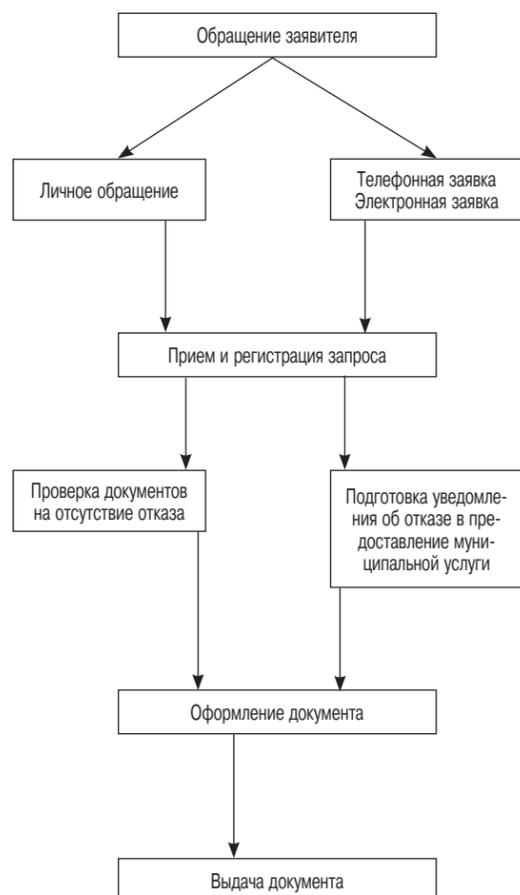 Обращение заявителя
Личное обращение
Телефонная заявка
Электронная заявка
Прием и регистрация запроса
Проверка документов
на отсутствие отказа
Подготовка уведомле-
ния об отказе в пре-
доставление муни-
ципальной услуги
Оформление документа
Выдача документа